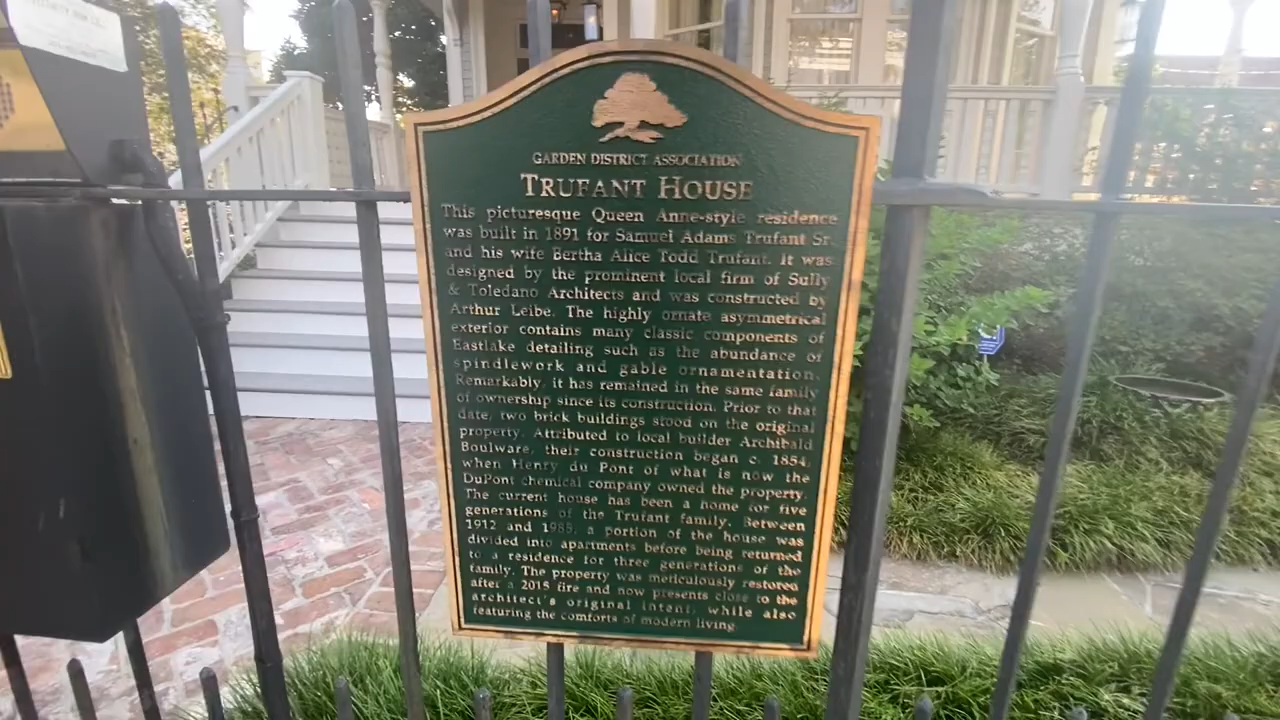 GARDEN DISTRICT ASSOCIATION
TRUFANT HOUSE
This picturesque Queen Anne-style residence
was built in 1891 for Samuel Adams Trufant Sr.
and his wife Bertha Alice Todd Trufant. It was
designed by the prominent local firm of Sully
& Toledano Architects and was constructed by
Arthur Leibe. The highly ornate asymmetrical
exterior contains many classic components of
Eastlake detailing such as the abundance of
spindlework and gable ornamentation.
Remarkably, it has remained in the same family
of ownership since its construction. Prior to that
date, two brick buildings stood on the original
property. Attributed to local builder Archibald
Boulware, their construction began c. 1854,
when Henry du Pont of what is now the
DuPont chemical company owned the property.
The current house has been a home for five
generations of the Trufant family. Between
1912 and a portion of the house was
divided into apartments before being returned
to a residence for three generations of the
family. The property was meticulously restored
after a 2015 fire and now presents close to the
architect's original intent, while also
featuring the comforts of modern living.